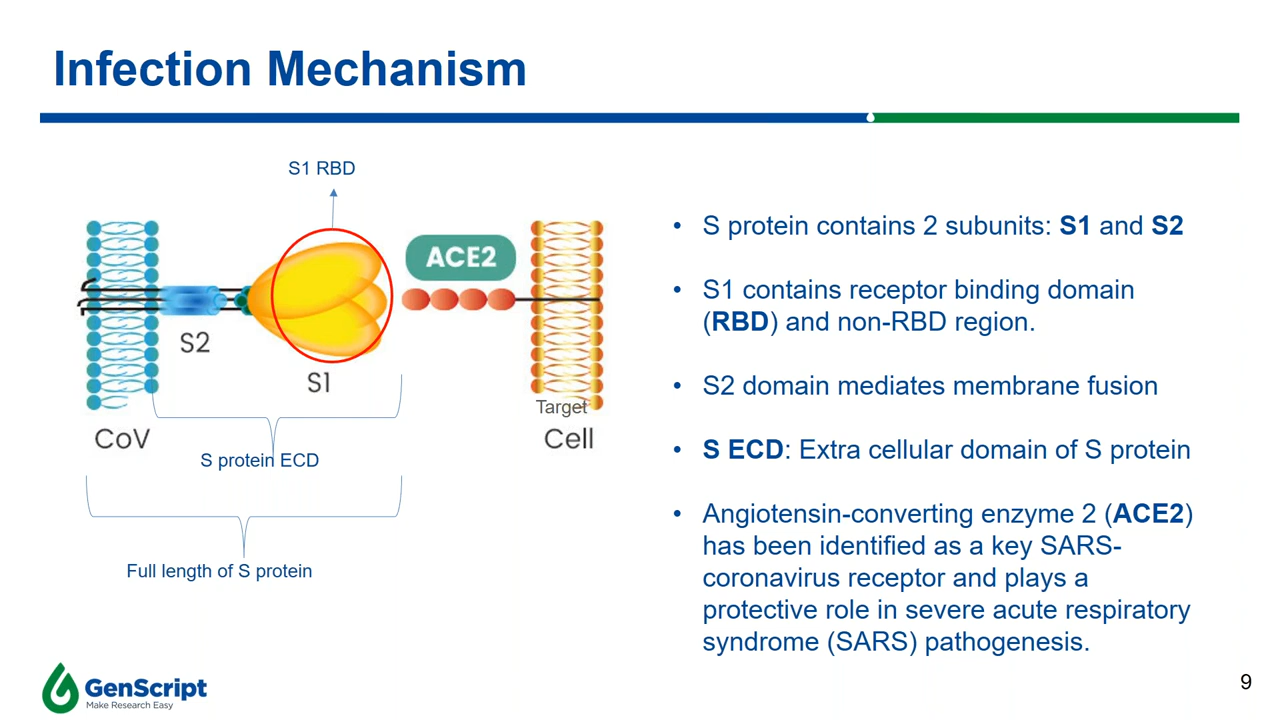 Infection Mechanism
S1 RBD
ACE2
S2
S1
Target
CoV
Cell
S protein ECD
Full length of S protein
• S protein contains 2 subunits: S1 and S2
• S1 contains receptor binding domain
(RBD) and non-RBD region.
• S2 domain mediates membrane fusion
• S ECD: Extra cellular domain of S protein
• Angiotensin-converting enzyme 2 (ACE2)
has been identified as a key SARS-
coronavirus receptor and plays a
protective role in severe acute respiratory
syndrome (SARS) pathogenesis.
GenScript
Make Research Easy
9